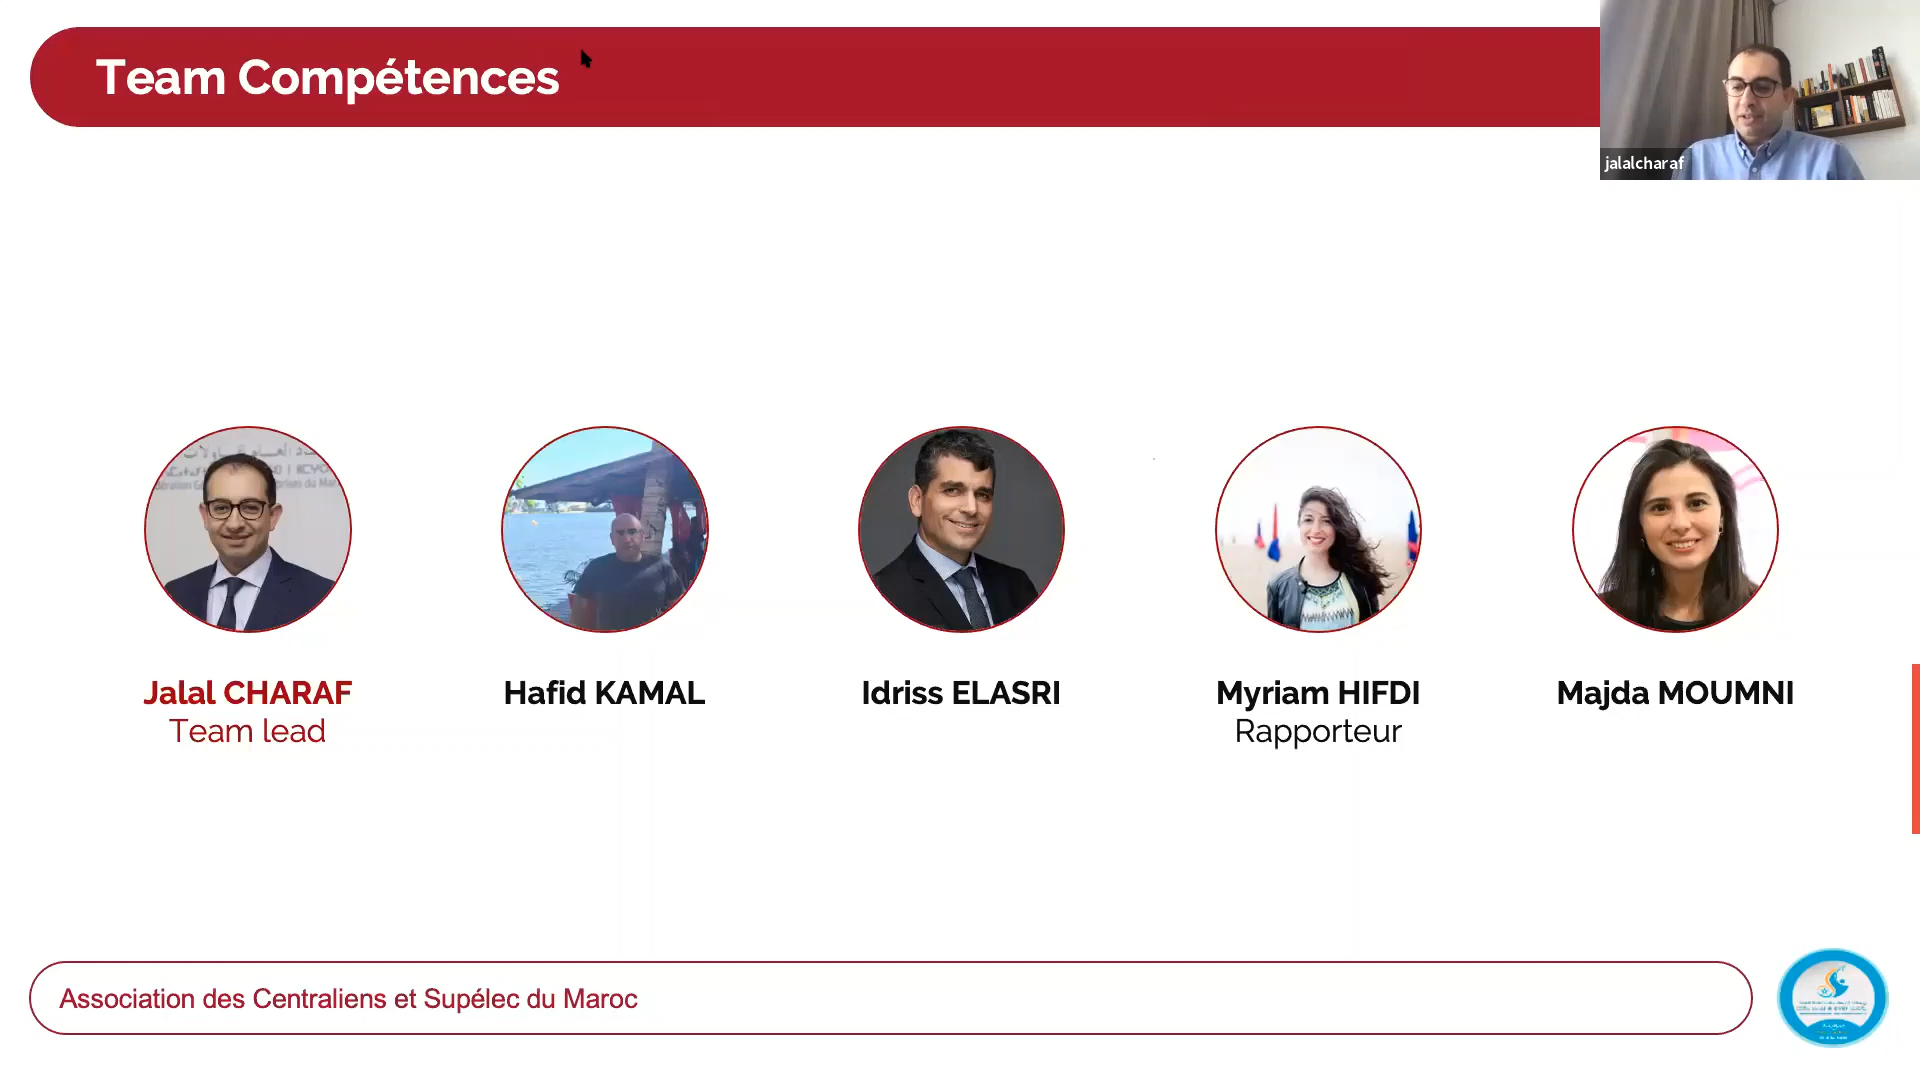 Team Compétences
jalalcharaf
Jalal CHARAF
Team lead
Hafid KAMAL
Idriss ELASRI
Myriam HIFDI
Rapporteur
Majda MOUMNI
Association des Centraliens et Supélec du Maroc